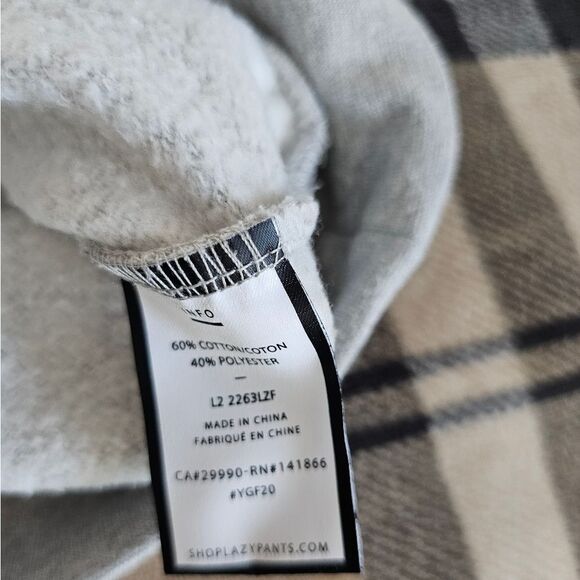 INFO
60% COTTON/COTON
40% POLYESTER
—
L2 2263LZF
MADE IN CHINA
FABRIQUÉ EN CHINE
CA#29990-RN#141866
#YGF20
SHOPLAZYPANTS.COM